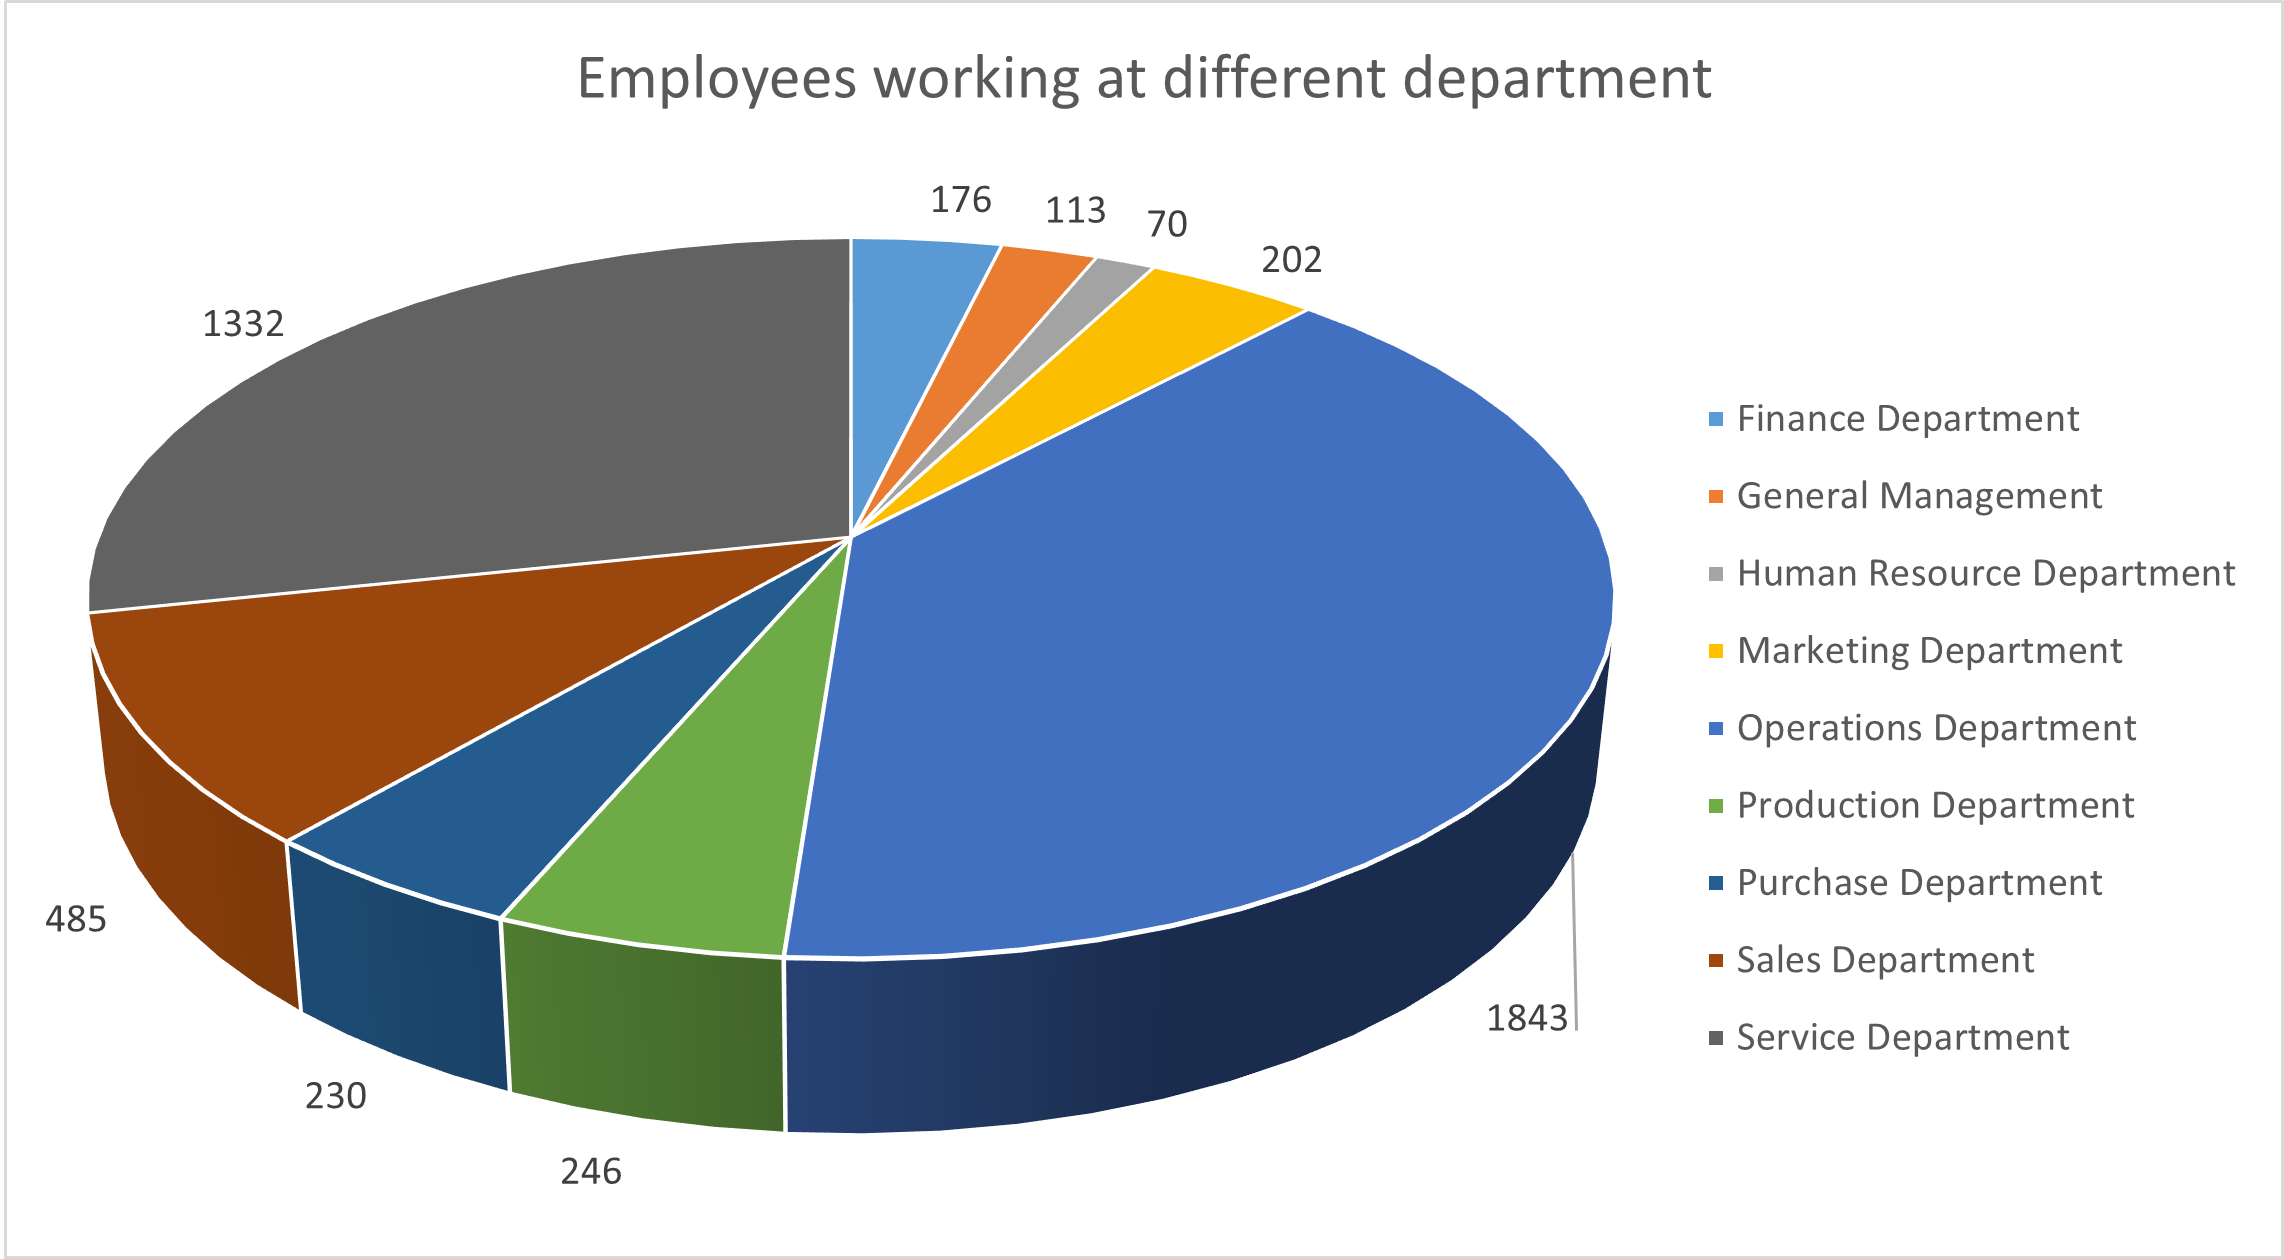 Employees working at different department
176
113
70
202
1332
1843
485
230
246
Finance Department
General Management
Human Resource Department
Marketing Department
Operations Department
Production Department
Purchase Department
Sales Department
Service Department